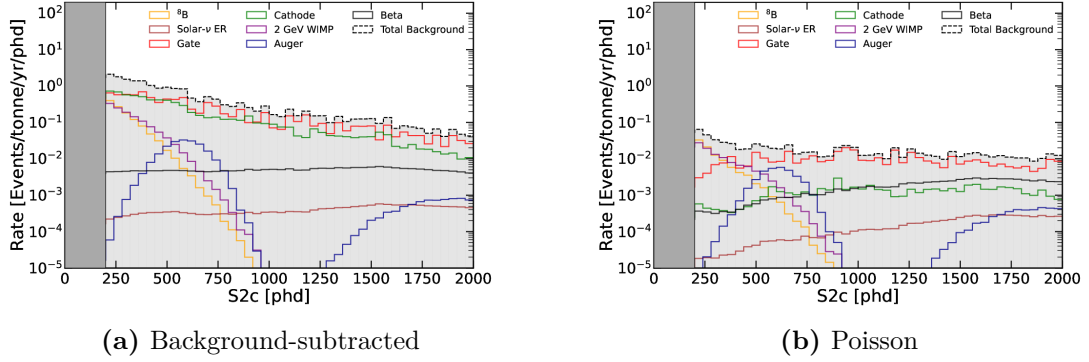 10²
10¹
10⁰
10⁻¹
10⁻²
10⁻³
10⁻⁴
10⁻⁵
Rate [Events/tonne/yr/phd]
⁸B
Solar-ν ER
Gate
Cathode
2 GeV WIMP
Auger
Beta
Total Background
0 250 500 750 1000 1250 1500 1750 2000
S2c [phd]
(a) Background-subtracted
10²
10¹
10⁰
10⁻¹
10⁻²
10⁻³
10⁻⁴
10⁻⁵
Rate [Events/tonne/yr/phd]
⁸B
Solar-ν ER
Gate
Cathode
2 GeV WIMP
Auger
Beta
Total Background
0 250 500 750 1000 1250 1500 1750 2000
S2c [phd]
(b) Poisson